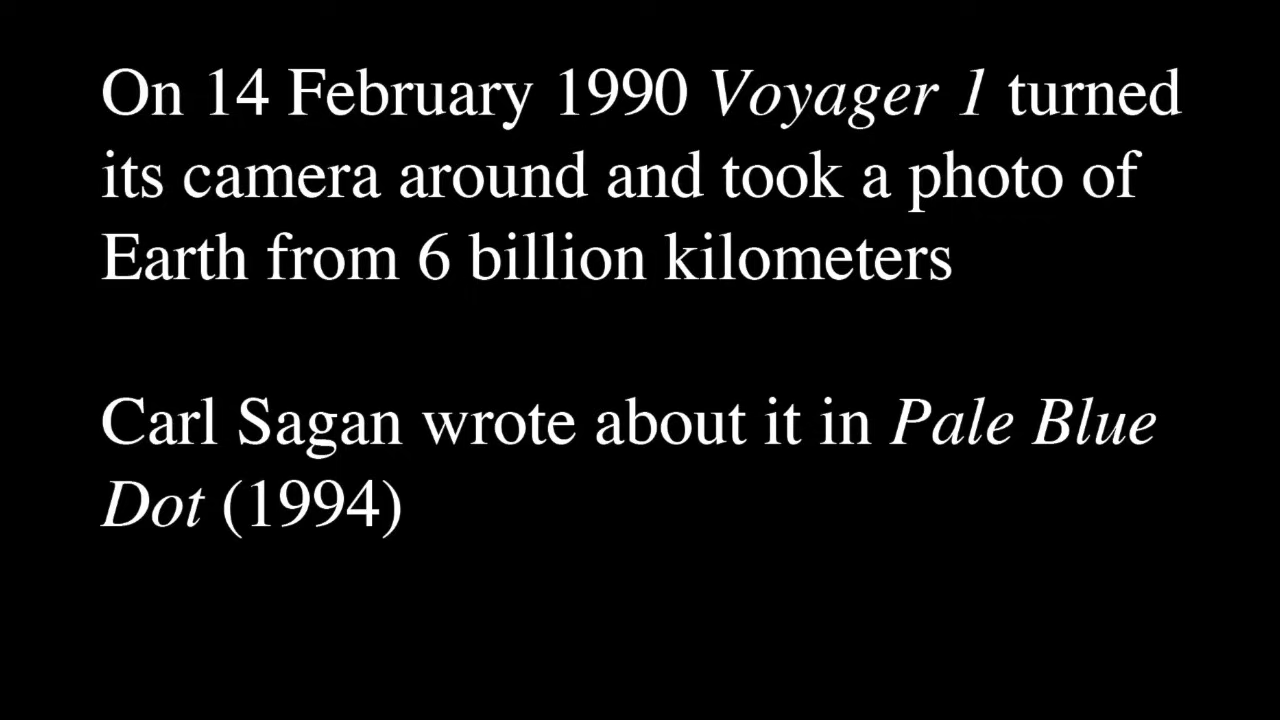 On 14 February 1990 Voyager 1 turned
its camera around and took a photo of
Earth from 6 billion kilometers
Carl Sagan wrote about it in Pale Blue
Dot (1994)